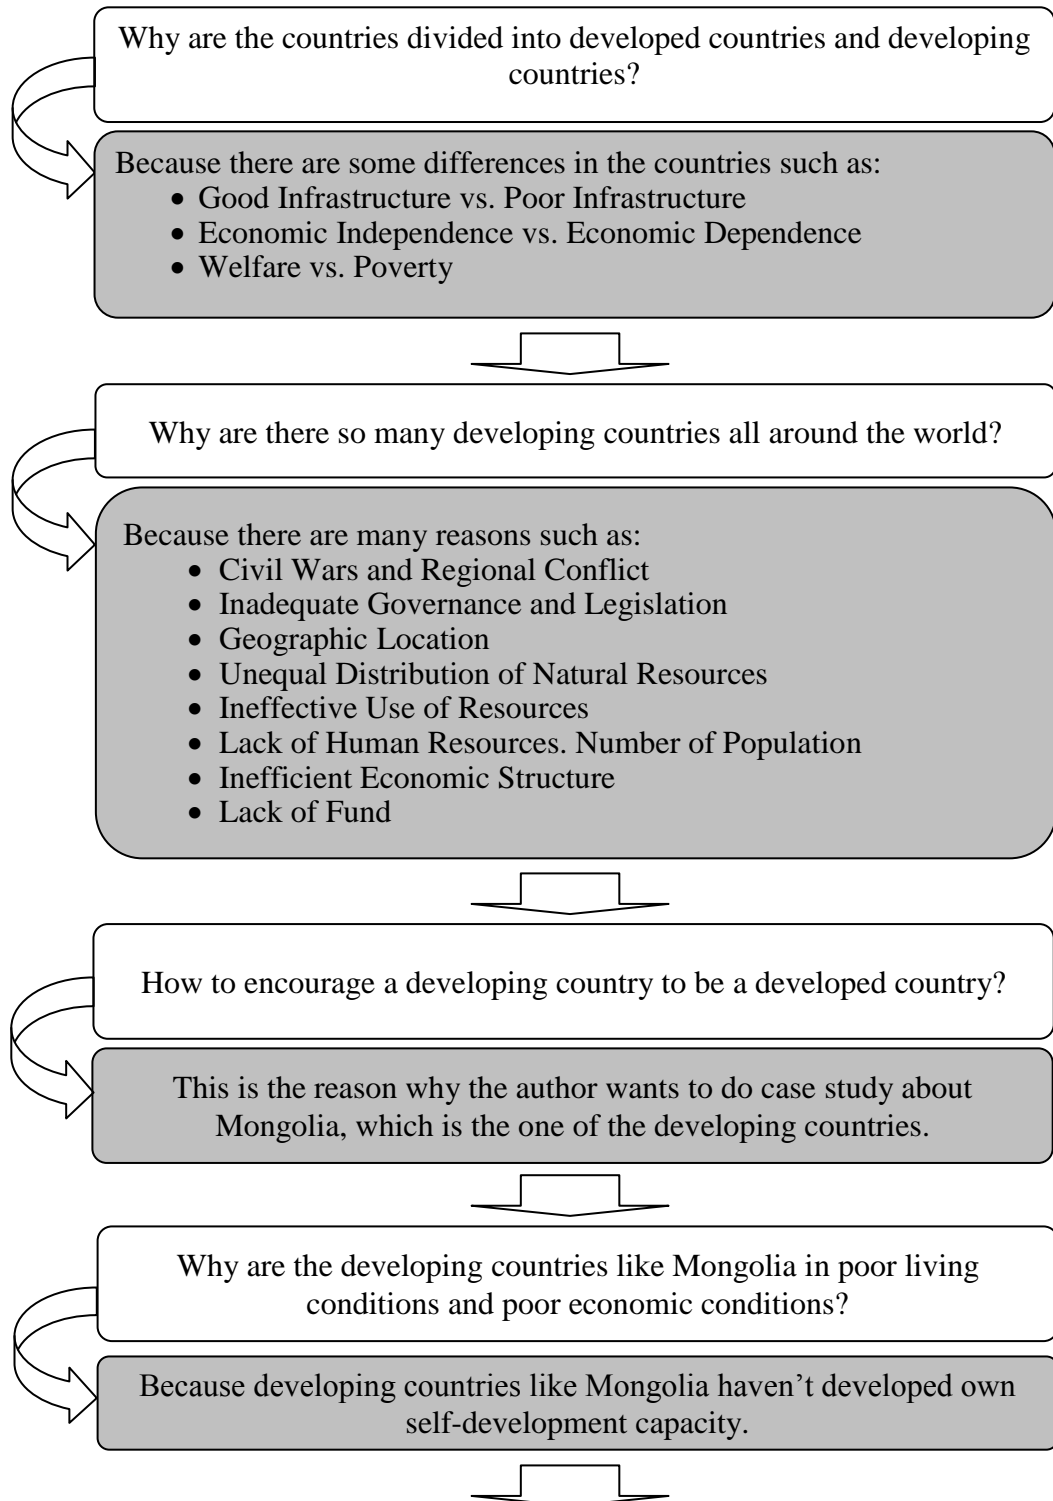 Why are the countries divided into developed countries and developing
countries?
Because there are some differences in the countries such as:
• Good Infrastructure vs. Poor Infrastructure
• Economic Independence vs. Economic Dependence
• Welfare vs. Poverty
Why are there so many developing countries all around the world?
Because there are many reasons such as:
• Civil Wars and Regional Conflict
• Inadequate Governance and Legislation
• Geographic Location
• Unequal Distribution of Natural Resources
• Ineffective Use of Resources
• Lack of Human Resources. Number of Population
• Inefficient Economic Structure
• Lack of Fund
How to encourage a developing country to be a developed country?
This is the reason why the author wants to do case study about
Mongolia, which is the one of the developing countries.
Why are the developing countries like Mongolia in poor living
conditions and poor economic conditions?
Because developing countries like Mongolia haven’t developed own
self-development capacity.